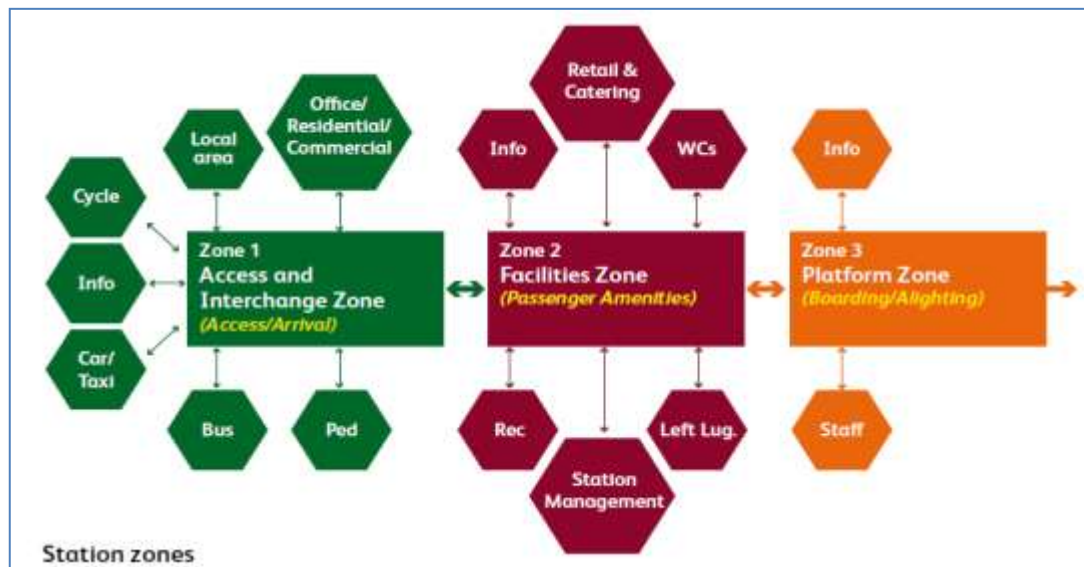 Retail &
Catering
Office/
Residential/
Commercial
Local
area
Info
WCs
Info
Cycle
Info
Car/
Taxi
Zone 1
Access and
Interchange Zone
(Access/Arrival)
Zone 2
Facilities Zone
(Passenger Amenities)
Zone 3
Platform Zone
(Boarding/Alighting)
Bus
Ped
Rec
Left Lug.
Staff
Station
Management
Station zones